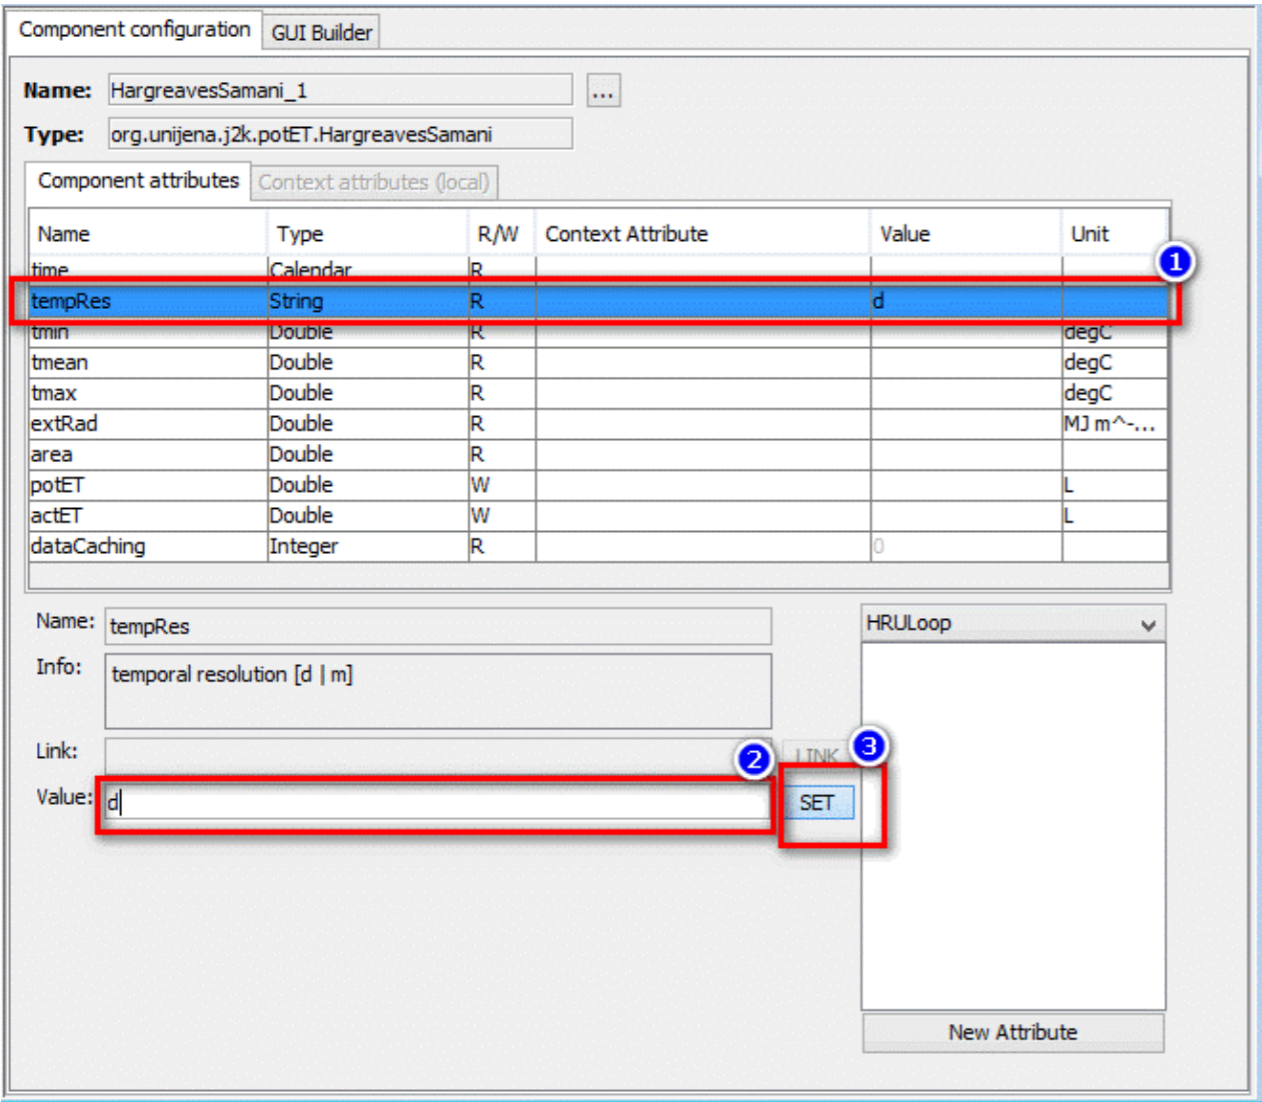 Component configuration GUI Builder
Name: HargreavesSamani_1 ...
Type: org.unijena.j2k.potET.HargreavesSamani
Component attributes Context attributes (local)
Name Type R/W Context Attribute Value Unit
1
time Calendar R
tempRes String R d
tmin Double R degC
tmean Double R degC
tmax Double R degC
extRad Double R MJ m^-...
area Double R
potET Double W L
actET Double W L
dataCaching Integer R 0
Name: tempRes HRULoop
Info: temporal resolution [d | m]
Link: 2 LINK 3
Value: d SET
New Attribute